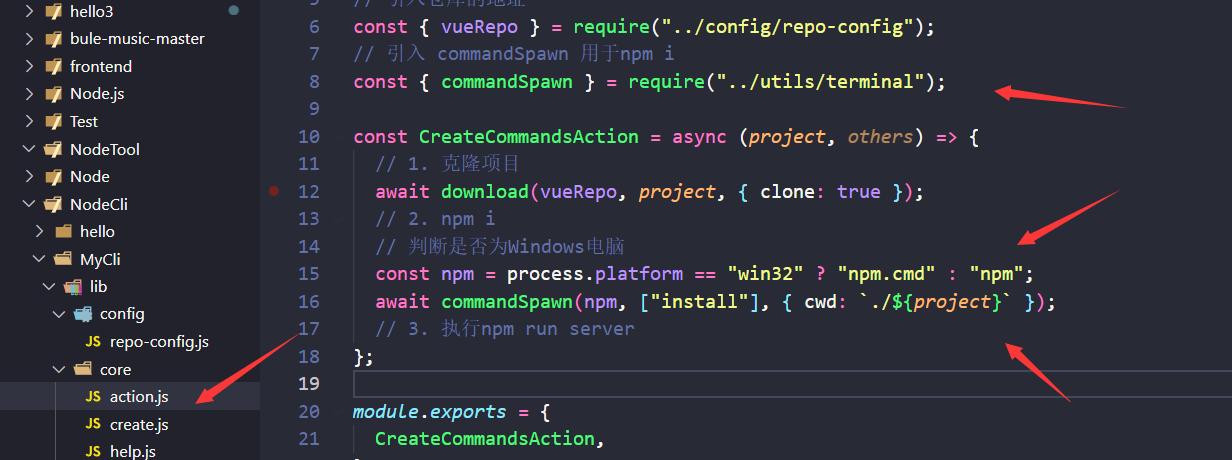 hello3
bule-music-master
frontend
Node.js
Test
NodeTool
Node
NodeCli
hello
MyCli
lib
config
JS repo-config.js
core
JS action.js
JS create.js
JS help.js
6 const { vueRepo } = require("../config/repo-config");
7 // 引入 commandSpawn 用于npm i
8 const { commandSpawn } = require("../utils/terminal");
9
10 const CreateCommandsAction = async (project, others) => {
11 // 1. 克隆项目
12 await download(vueRepo, project, { clone: true });
13 // 2. npm i
14 // 判断是否为Windows电脑
15 const npm = process.platform == "win32" ? "npm.cmd" : "npm";
16 await commandSpawn(npm, ["install"], { cwd: `./${project}` });
17 // 3. 执行npm run server
18 };
19
20 module.exports = {
21 CreateCommandsAction,